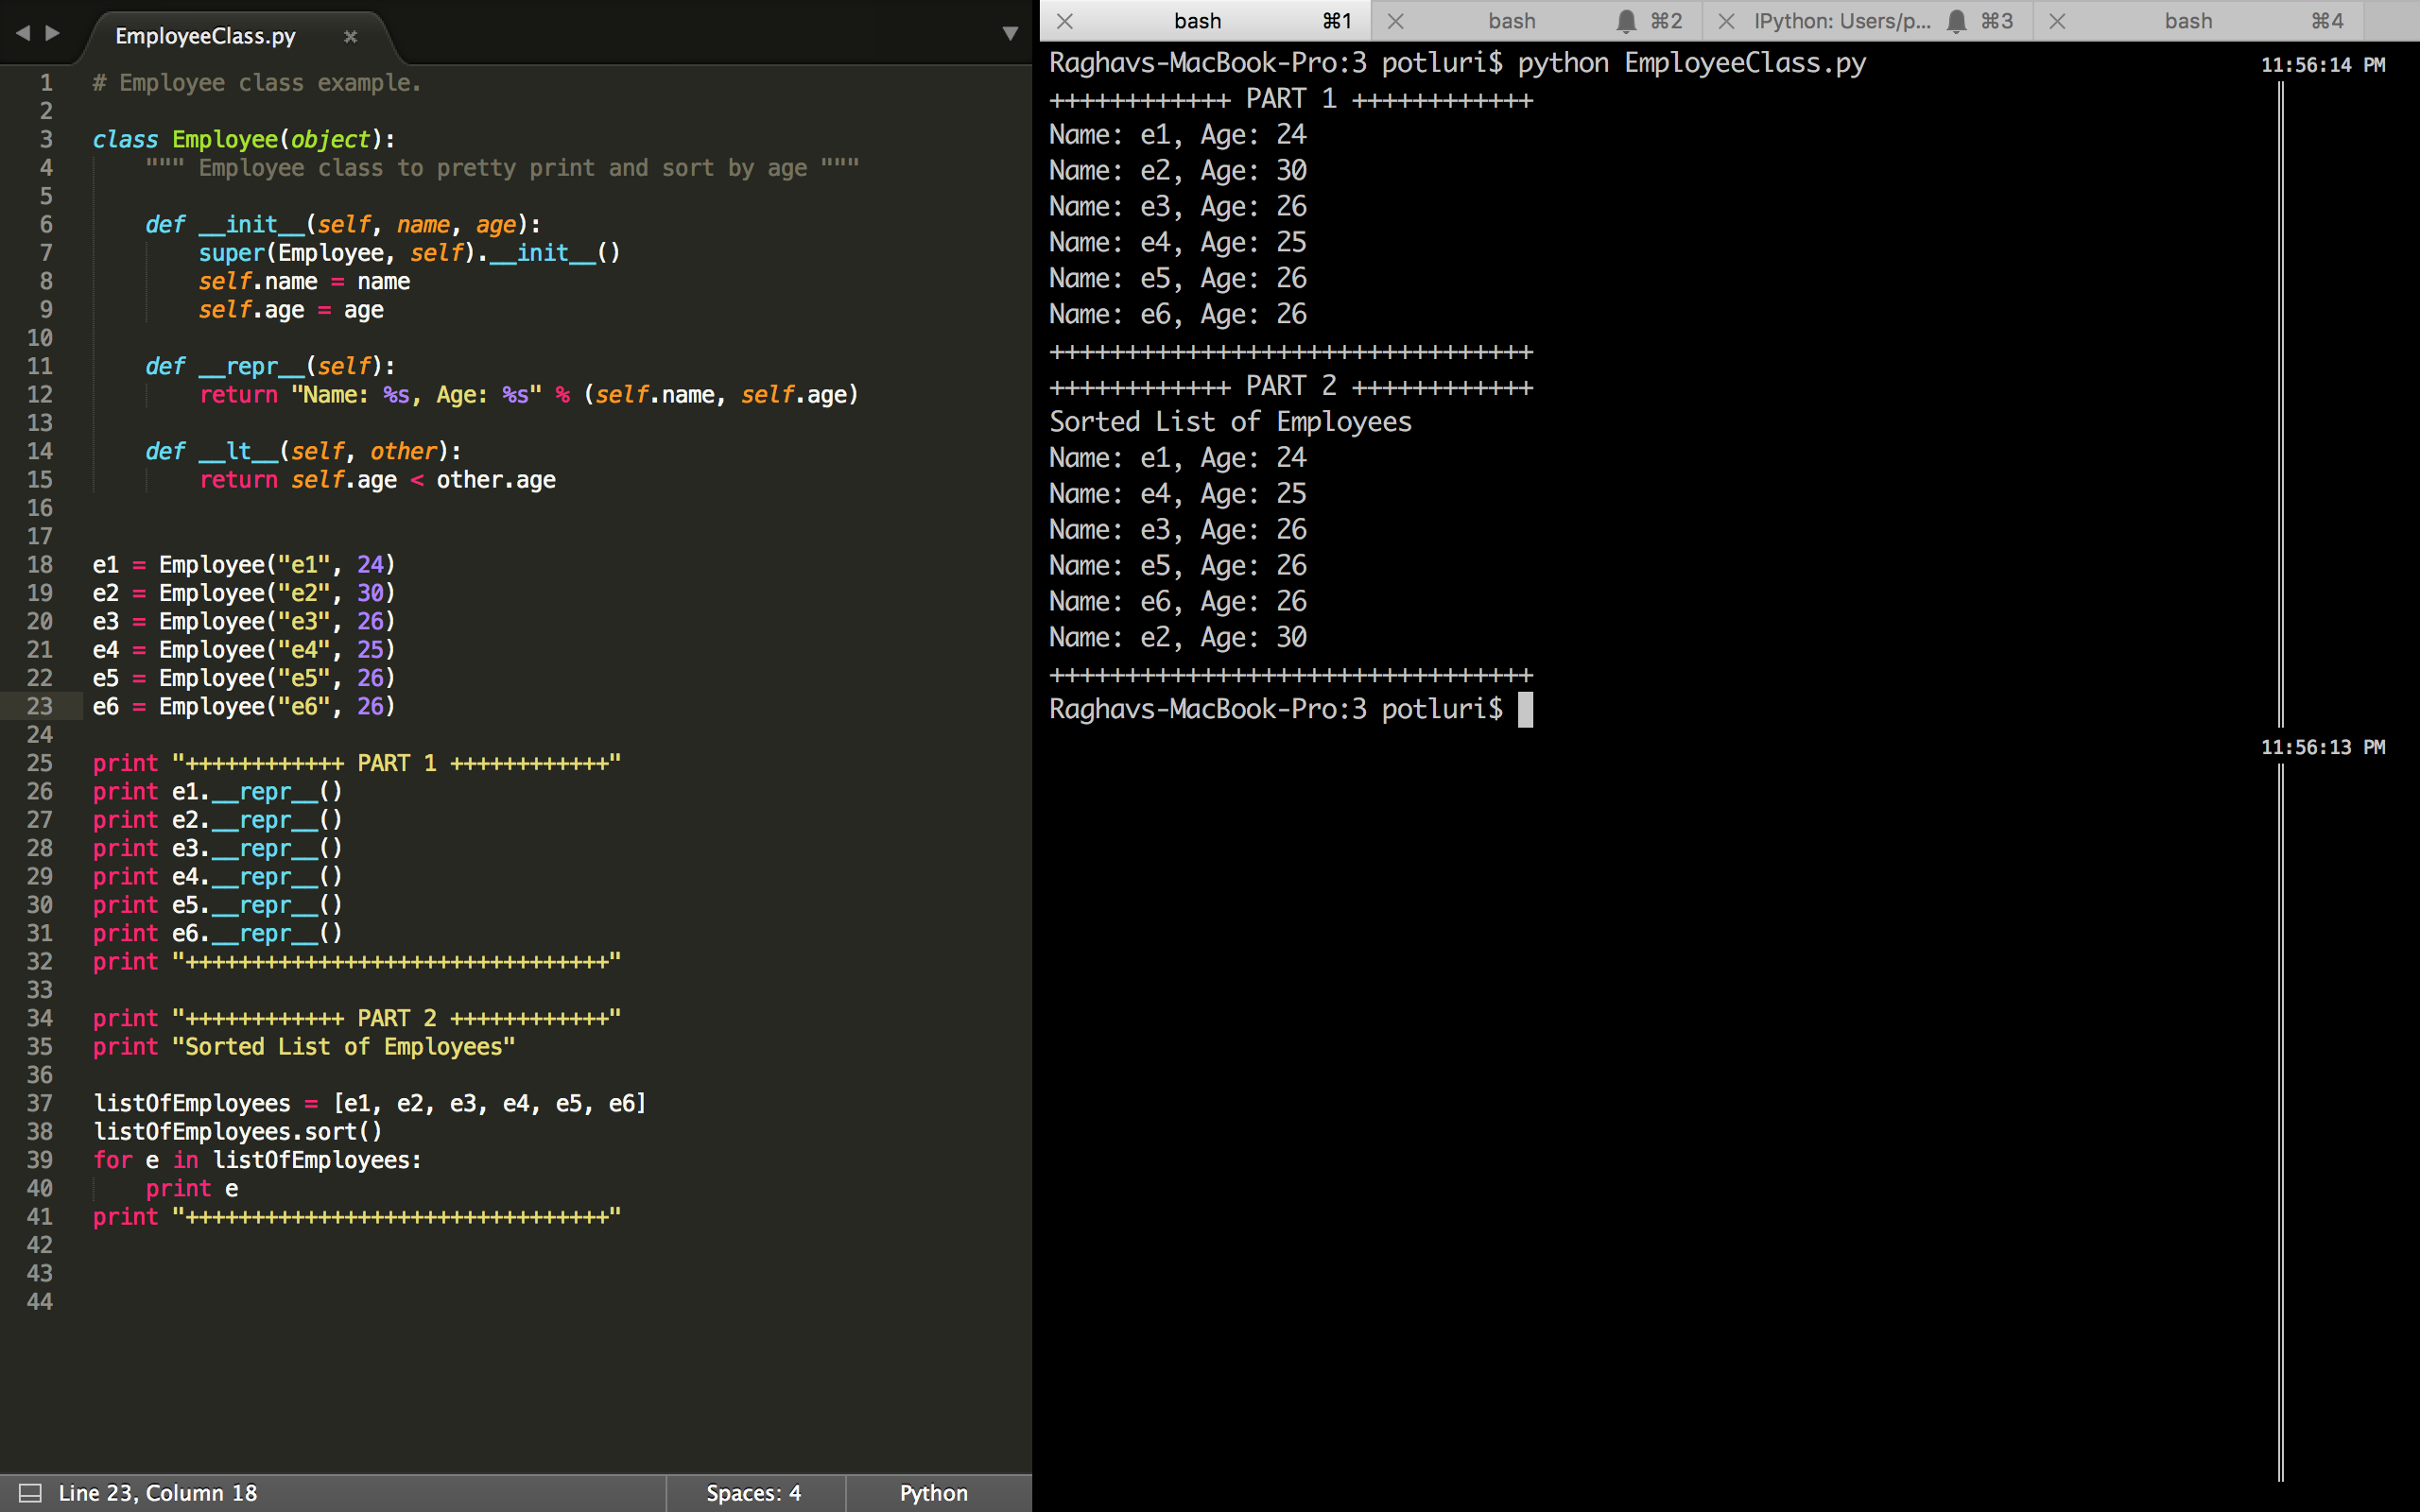 EmployeeClass.py
1 # Employee class example.
2
3 class Employee(object):
4     """ Employee class to pretty print and sort by age """
5
6     def __init__(self, name, age):
7         super(Employee, self).__init__()
8         self.name = name
9         self.age = age
10
11     def __repr__(self):
12         return "Name: %s, Age: %s" % (self.name, self.age)
13
14     def __lt__(self, other):
15         return self.age < other.age
16
17
18 e1 = Employee("e1", 24)
19 e2 = Employee("e2", 30)
20 e3 = Employee("e3", 26)
21 e4 = Employee("e4", 25)
22 e5 = Employee("e5", 26)
23 e6 = Employee("e6", 26)
24
25 print "++++++++++++ PART 1 ++++++++++++"
26 print e1.__repr__()
27 print e2.__repr__()
28 print e3.__repr__()
29 print e4.__repr__()
30 print e5.__repr__()
31 print e6.__repr__()
32 print "++++++++++++++++++++++++++++++++"
33
34 print "++++++++++++ PART 2 ++++++++++++"
35 print "Sorted List of Employees"
36
37 listOfEmployees = [e1, e2, e3, e4, e5, e6]
38 listOfEmployees.sort()
39 for e in listOfEmployees:
40     print e
41 print "++++++++++++++++++++++++++++++++"
42
43
44
Line 23, Column 18 Spaces: 4 Python
bash ⌘1 bash ⌘2 IPython: Users/p... ⌘3 bash ⌘4
Raghavs-MacBook-Pro:3 potluri$ python EmployeeClass.py 11:56:14 PM
++++++++++++ PART 1 ++++++++++++
Name: e1, Age: 24
Name: e2, Age: 30
Name: e3, Age: 26
Name: e4, Age: 25
Name: e5, Age: 26
Name: e6, Age: 26
++++++++++++++++++++++++++++++++
++++++++++++ PART 2 ++++++++++++
Sorted List of Employees
Name: e1, Age: 24
Name: e4, Age: 25
Name: e3, Age: 26
Name: e5, Age: 26
Name: e6, Age: 26
Name: e2, Age: 30
++++++++++++++++++++++++++++++++
Raghavs-MacBook-Pro:3 potluri$
11:56:13 PM